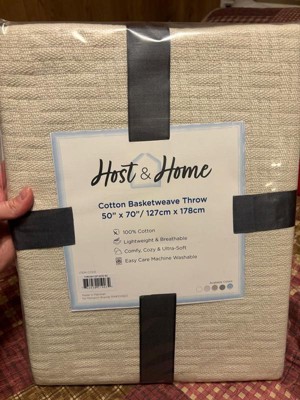 Host & Home
Cotton Basketweave Throw
50" x 70"/ 127cm x 178cm
100% Cotton
Lightweight & Breathable
Comfy, Cozy & Ultra-Soft
Easy Care Machine Washable